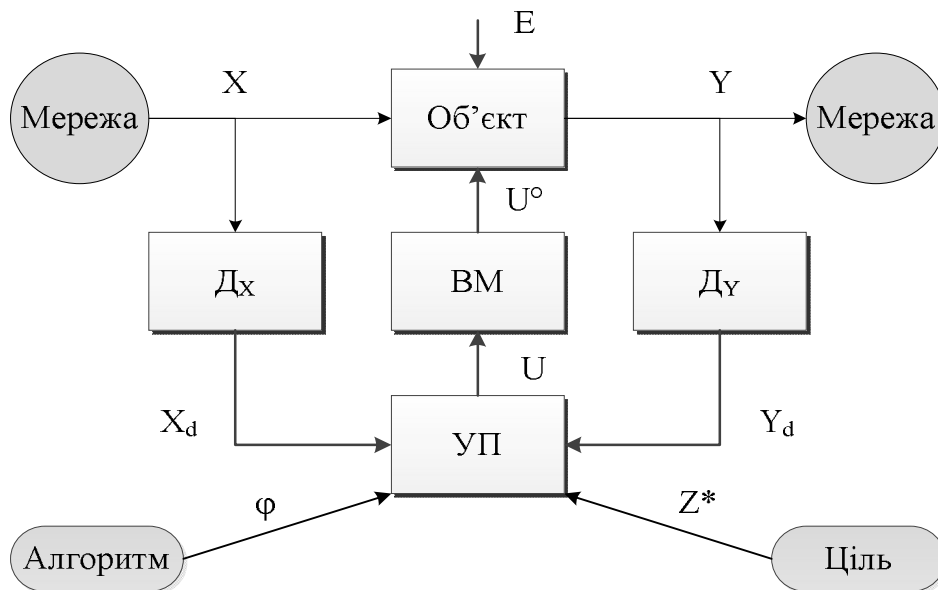 E
X
Y
Мережа
Об’єкт
Мережа
U°
ДX
ВМ
ДY
U
Xd
УП
Yd
φ
Z*
Алгоритм
Ціль